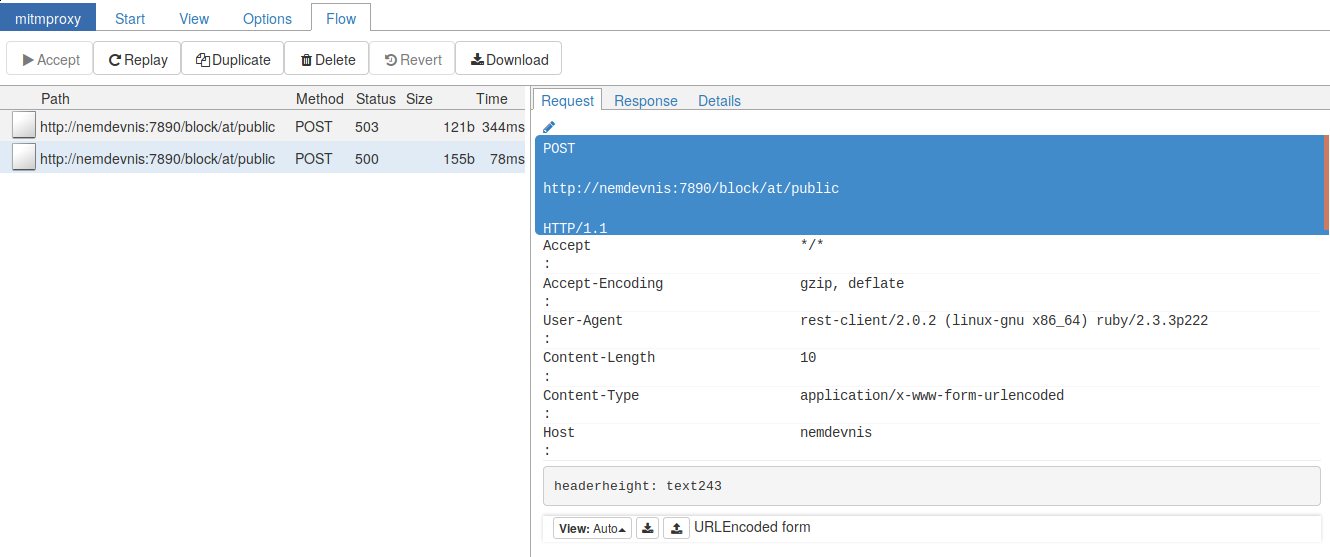 mitmproxy Start View Options Flow
Accept Replay Duplicate Delete Revert Download
Path Method Status Size Time
http://nemdevnis:7890/block/at/public POST 503 121b 344ms
http://nemdevnis:7890/block/at/public POST 500 155b 78ms
Request Response Details
POST
http://nemdevnis:7890/block/at/public
HTTP/1.1
Accept */*
:
Accept-Encoding gzip, deflate
:
User-Agent rest-client/2.0.2 (linux-gnu x86_64) ruby/2.3.3p222
:
Content-Length 10
:
Content-Type application/x-www-form-urlencoded
:
Host nemdevnis
:
headerheight: text243
View: Auto URLEncoded form